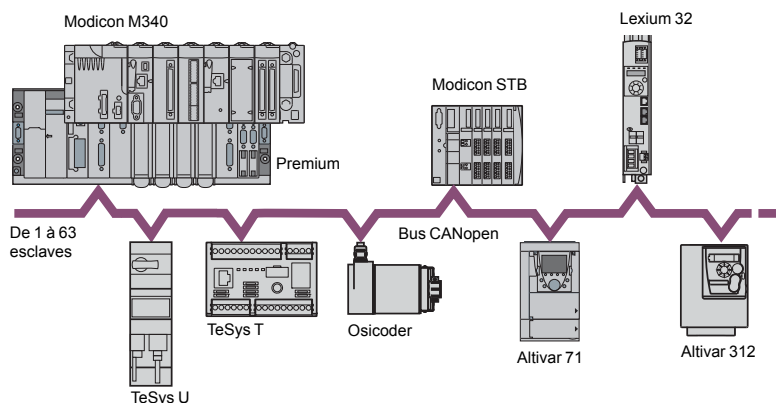 Modicon M340
Lexium 32
Modicon STB
Premium
De 1 à 63
esclaves
Bus CANopen
TeSys T
Osicoder
Altivar 71
Altivar 312
TeSys U